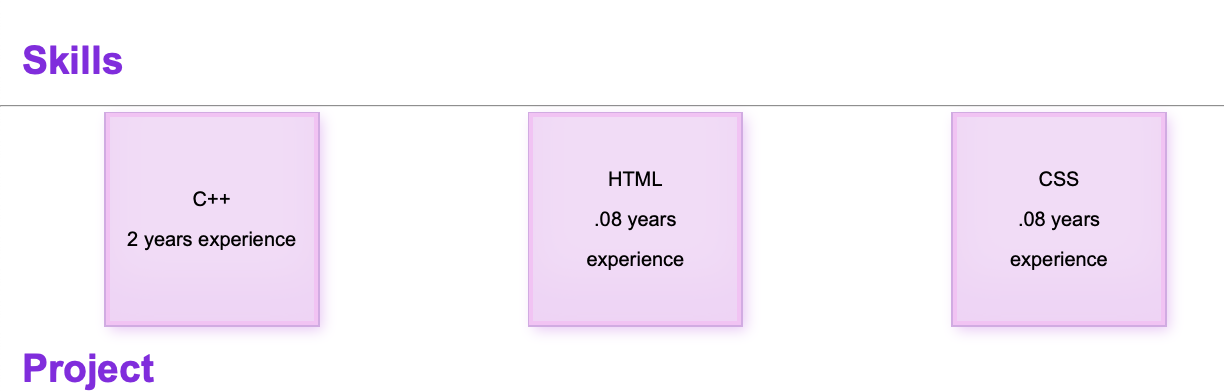 Skills
C++
2 years experience
HTML
.08 years
experience
CSS
.08 years
experience
Project